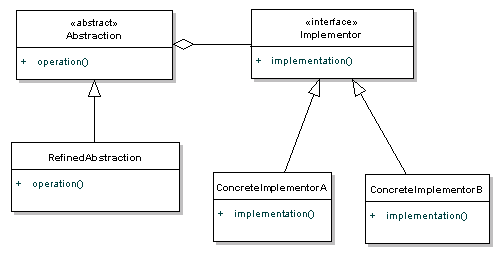 «abstract»
Abstraction
+ operation()
«interface»
Implementor
+ implementation()
RefinedAbstraction
+ operation()
ConcreteImplementorA
+ implementation()
ConcreteImplementorB
+ implementation()